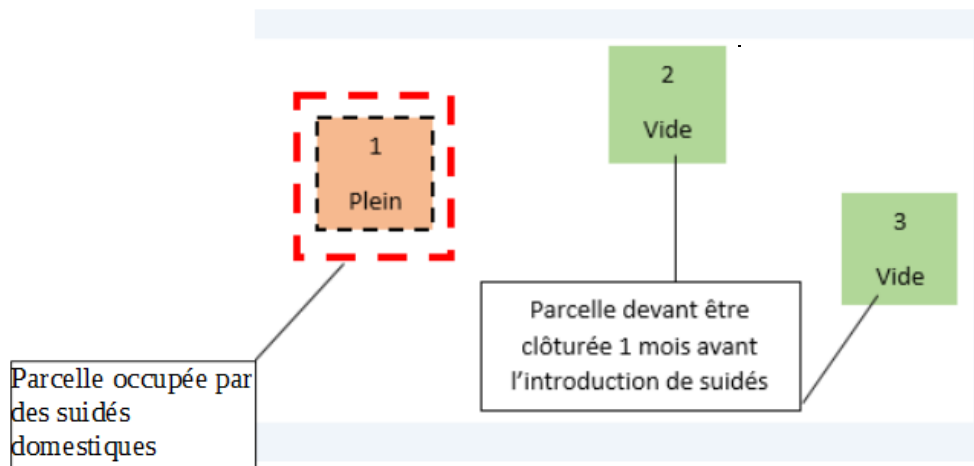 1
Plein
2
Vide
3
Vide
Parcelle devant être
clôturée 1 mois avant
l'introduction de suidés
Parcelle occupée par
des suidés
domestiques